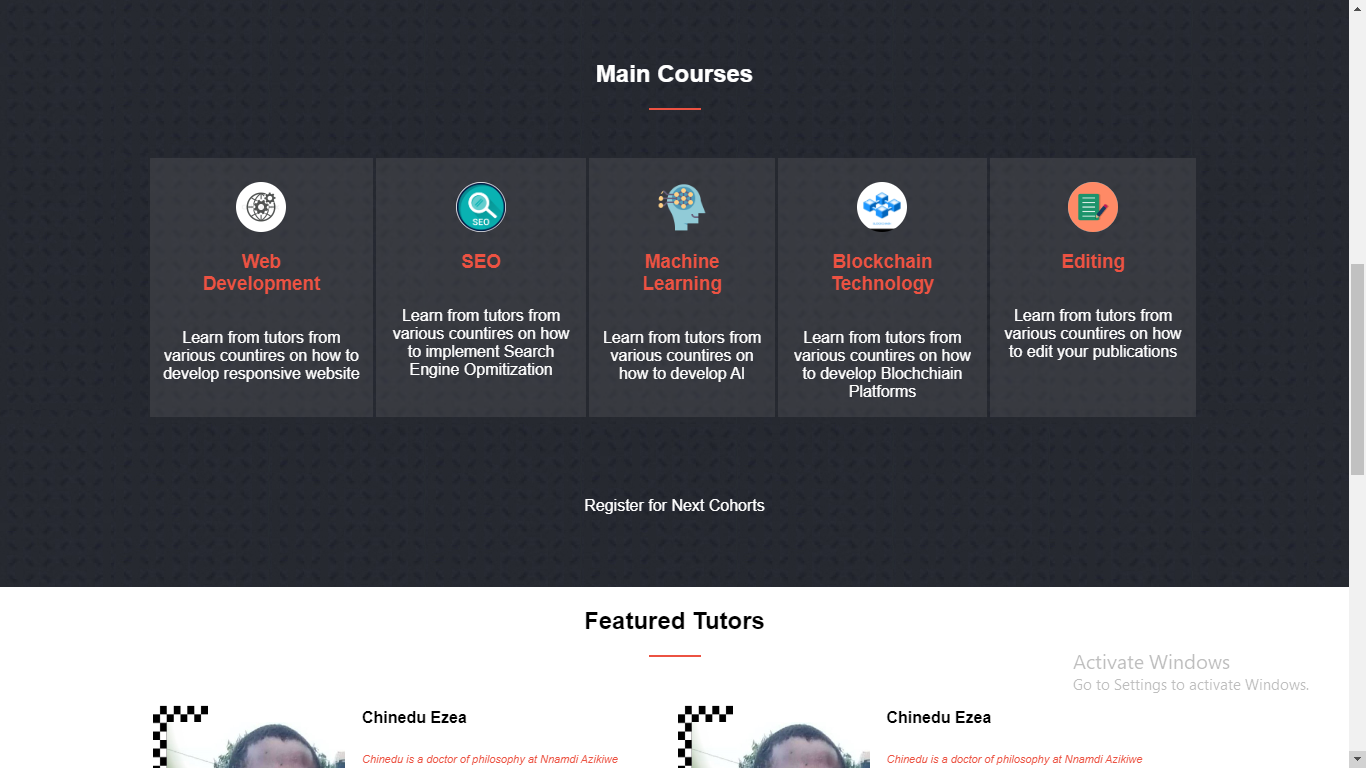 Main Courses
SEO
Web
Development
Learn from tutors from
various countires on how to
develop responsive website
SEO
Learn from tutors from
various countires on how
to implement Search
Engine Opmitization
Machine
Learning
Learn from tutors from
various countires on
how to develop AI
Blockchain
Technology
Learn from tutors from
various countires on how
to develop Blochchiain
Platforms
Editing
Learn from tutors from
various countires on how
to edit your publications
Register for Next Cohorts
Featured Tutors
Activate Windows
Go to Settings to activate Windows.
Chinedu Ezea
Chinedu is a doctor of philosophy at Nnamdi Azikiwe
Chinedu Ezea
Chinedu is a doctor of philosophy at Nnamdi Azikiwe